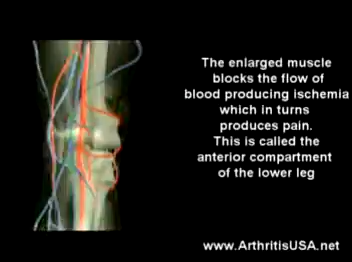 The enlarged muscle
blocks the flow of
blood producing ischemia
which in turns
produces pain.
This is called the
anterior compartment
of the lower leg
www.ArthritisUSA.net